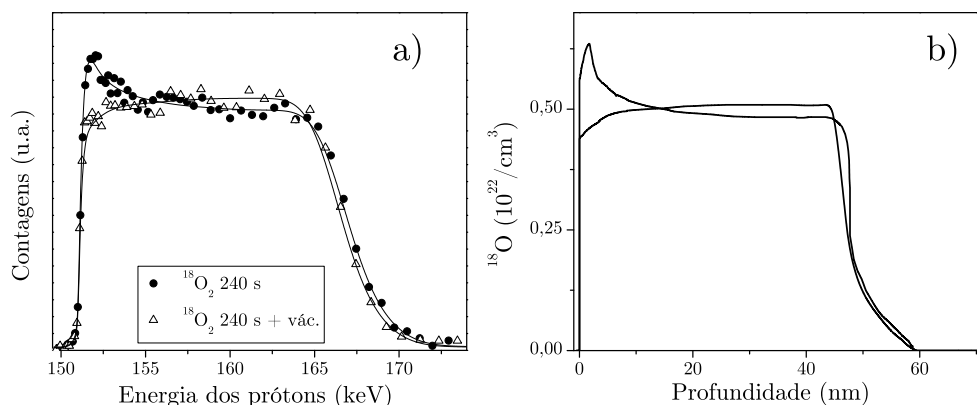 a)
Contagens (u.a.)
¹⁸O₂ 240 s
¹⁸O₂ 240 s + vác.
150 155 160 165 170
Energia dos prótons (keV)
b)
¹⁸O (10²²/cm³)
0,50
0,25
0,00
0 20 40 60 80
Profundidade (nm)